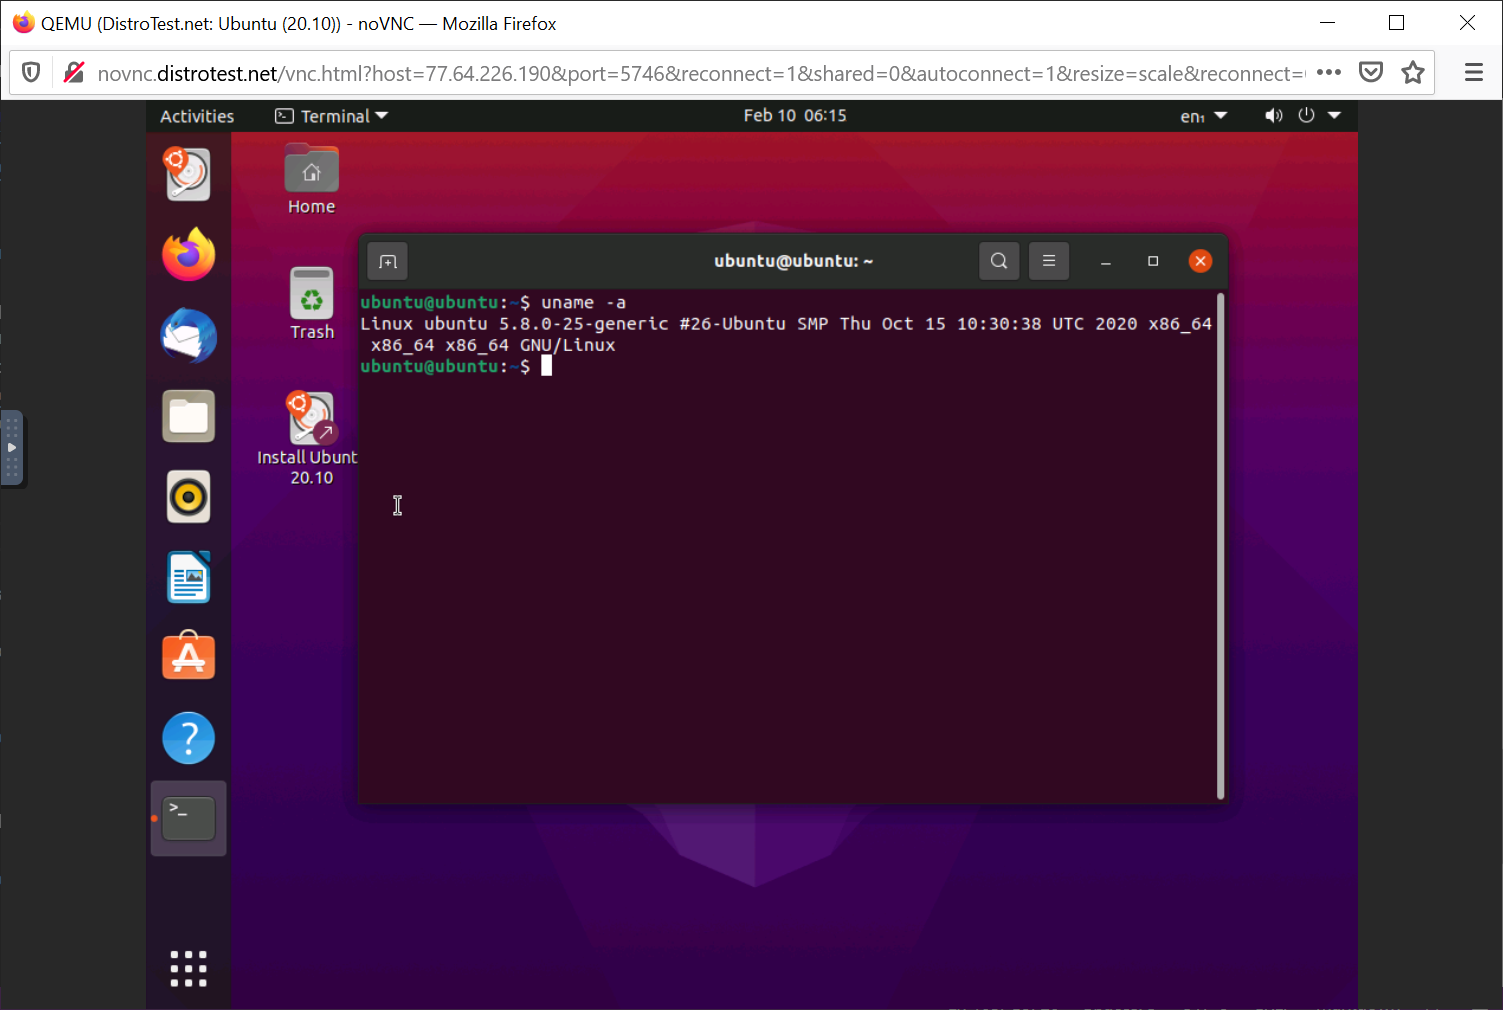 QEMU (DistroTest.net: Ubuntu (20.10)) - noVNC — Mozilla Firefox
novnc.distrotest.net/vnc.html?host=77.64.226.190&port=5746&reconnect=1&shared=0&autoconnect=1&resize=scale&reconnect=
Activities
Terminal
Feb 10 06:15
en₁
Home
Trash
Install Ubunt
20.10
ubuntu@ubuntu: ~
ubuntu@ubuntu:~$ uname -a
Linux ubuntu 5.8.0-25-generic #26-Ubuntu SMP Thu Oct 15 10:30:38 UTC 2020 x86_64
x86_64 x86_64 GNU/Linux
ubuntu@ubuntu:~$
>_